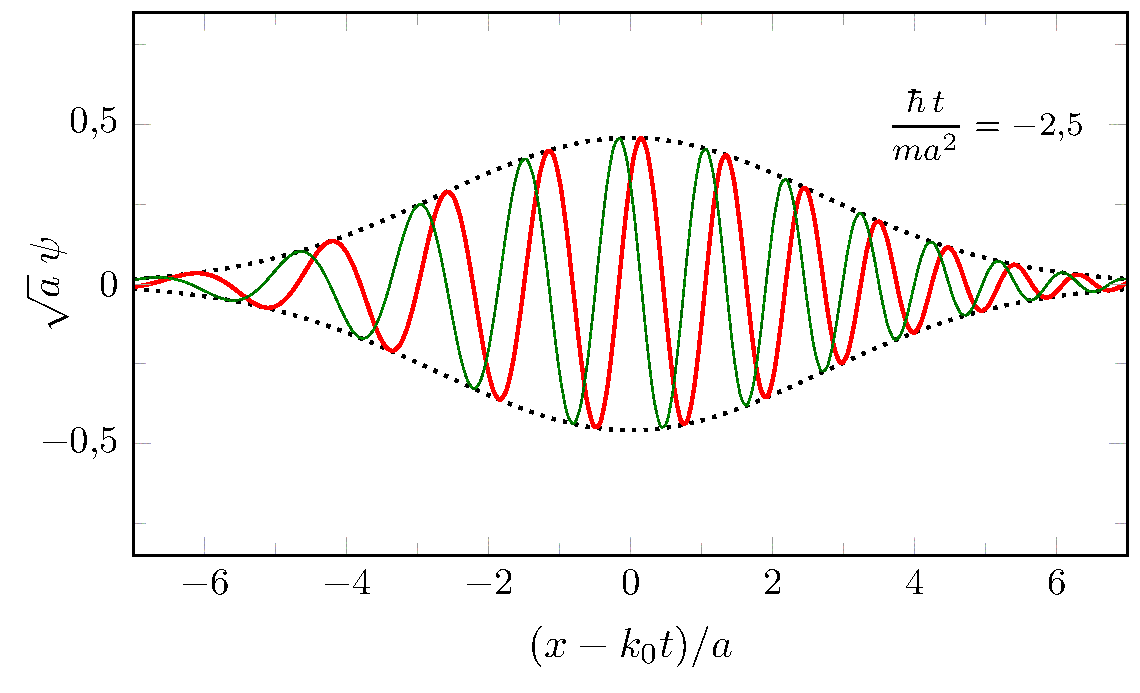 0,5
0
−0,5
√a ψ
ħ t
ma² = −2,5
−6 −4 −2 0 2 4 6
(x − k₀t)/a